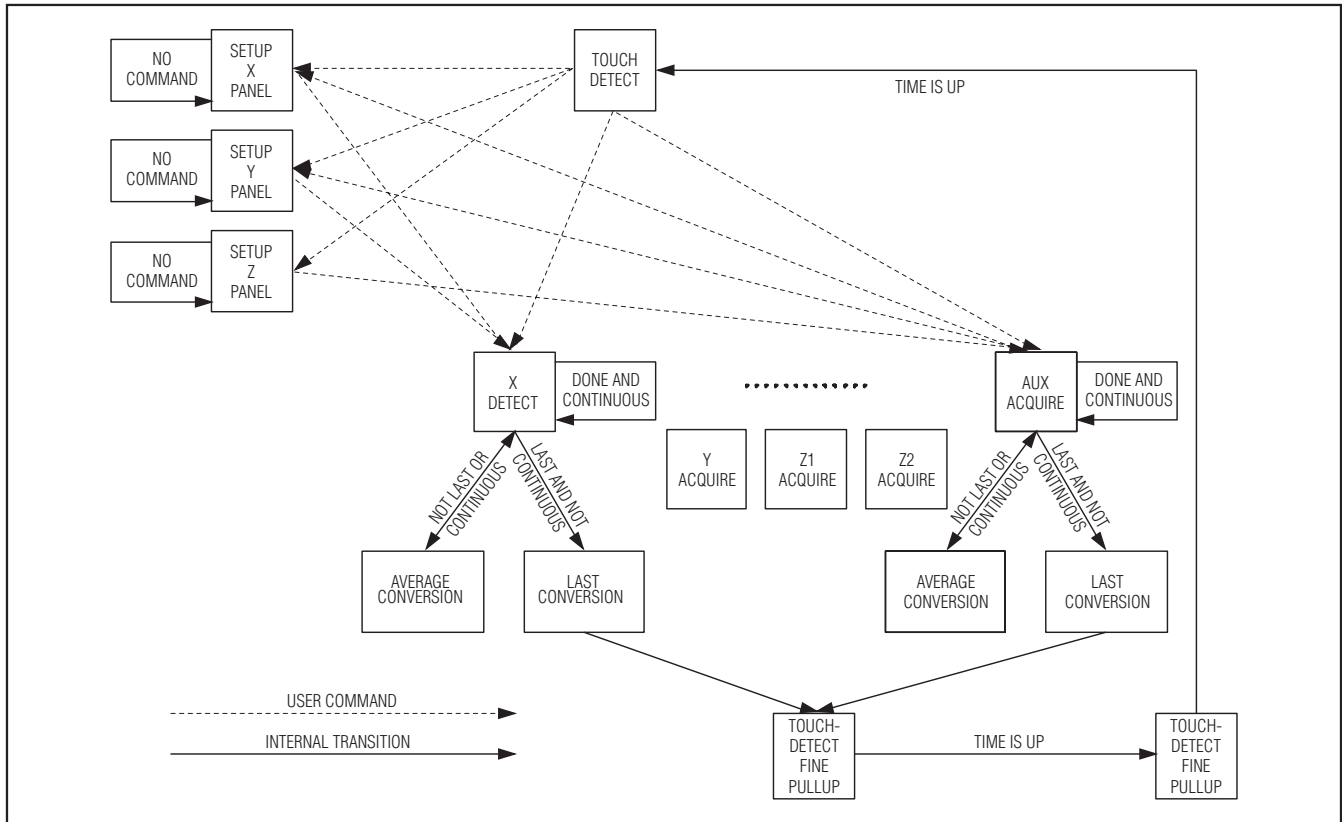 NO
COMMAND
SETUP
X
PANEL
TOUCH
DETECT
TIME IS UP
NO
COMMAND
SETUP
Y
PANEL
NO
COMMAND
SETUP
Z
PANEL
X
DETECT
DONE AND
CONTINUOUS
AUX
ACQUIRE
DONE AND
CONTINUOUS
Y
ACQUIRE
Z1
ACQUIRE
Z2
ACQUIRE
NOT LAST OR
CONTINUOUS
LAST AND NOT
CONTINUOUS
NOT LAST OR
CONTINUOUS
LAST AND NOT
CONTINUOUS
AVERAGE
CONVERSION
LAST
CONVERSION
AVERAGE
CONVERSION
LAST
CONVERSION
USER COMMAND
INTERNAL TRANSITION
TOUCH-
DETECT
FINE
PULLUP
TIME IS UP
TOUCH-
DETECT
FINE
PULLUP